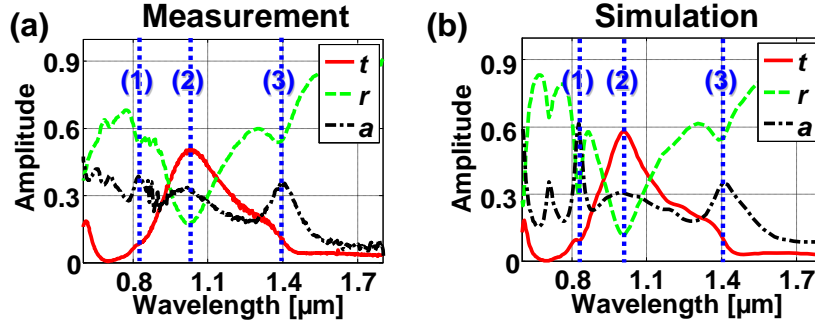 Measurement
(a)
0.9
0.6
0.3
0
Amplitude
(1)
(2)
(3)
t
r
a
0.8
1.1
1.4
1.7
Wavelength [µm]
Simulation
(b)
0.9
0.6
0.3
0
Amplitude
(1)
(2)
(3)
t
r
a
0.8
1.1
1.4
1.7
Wavelength [µm]